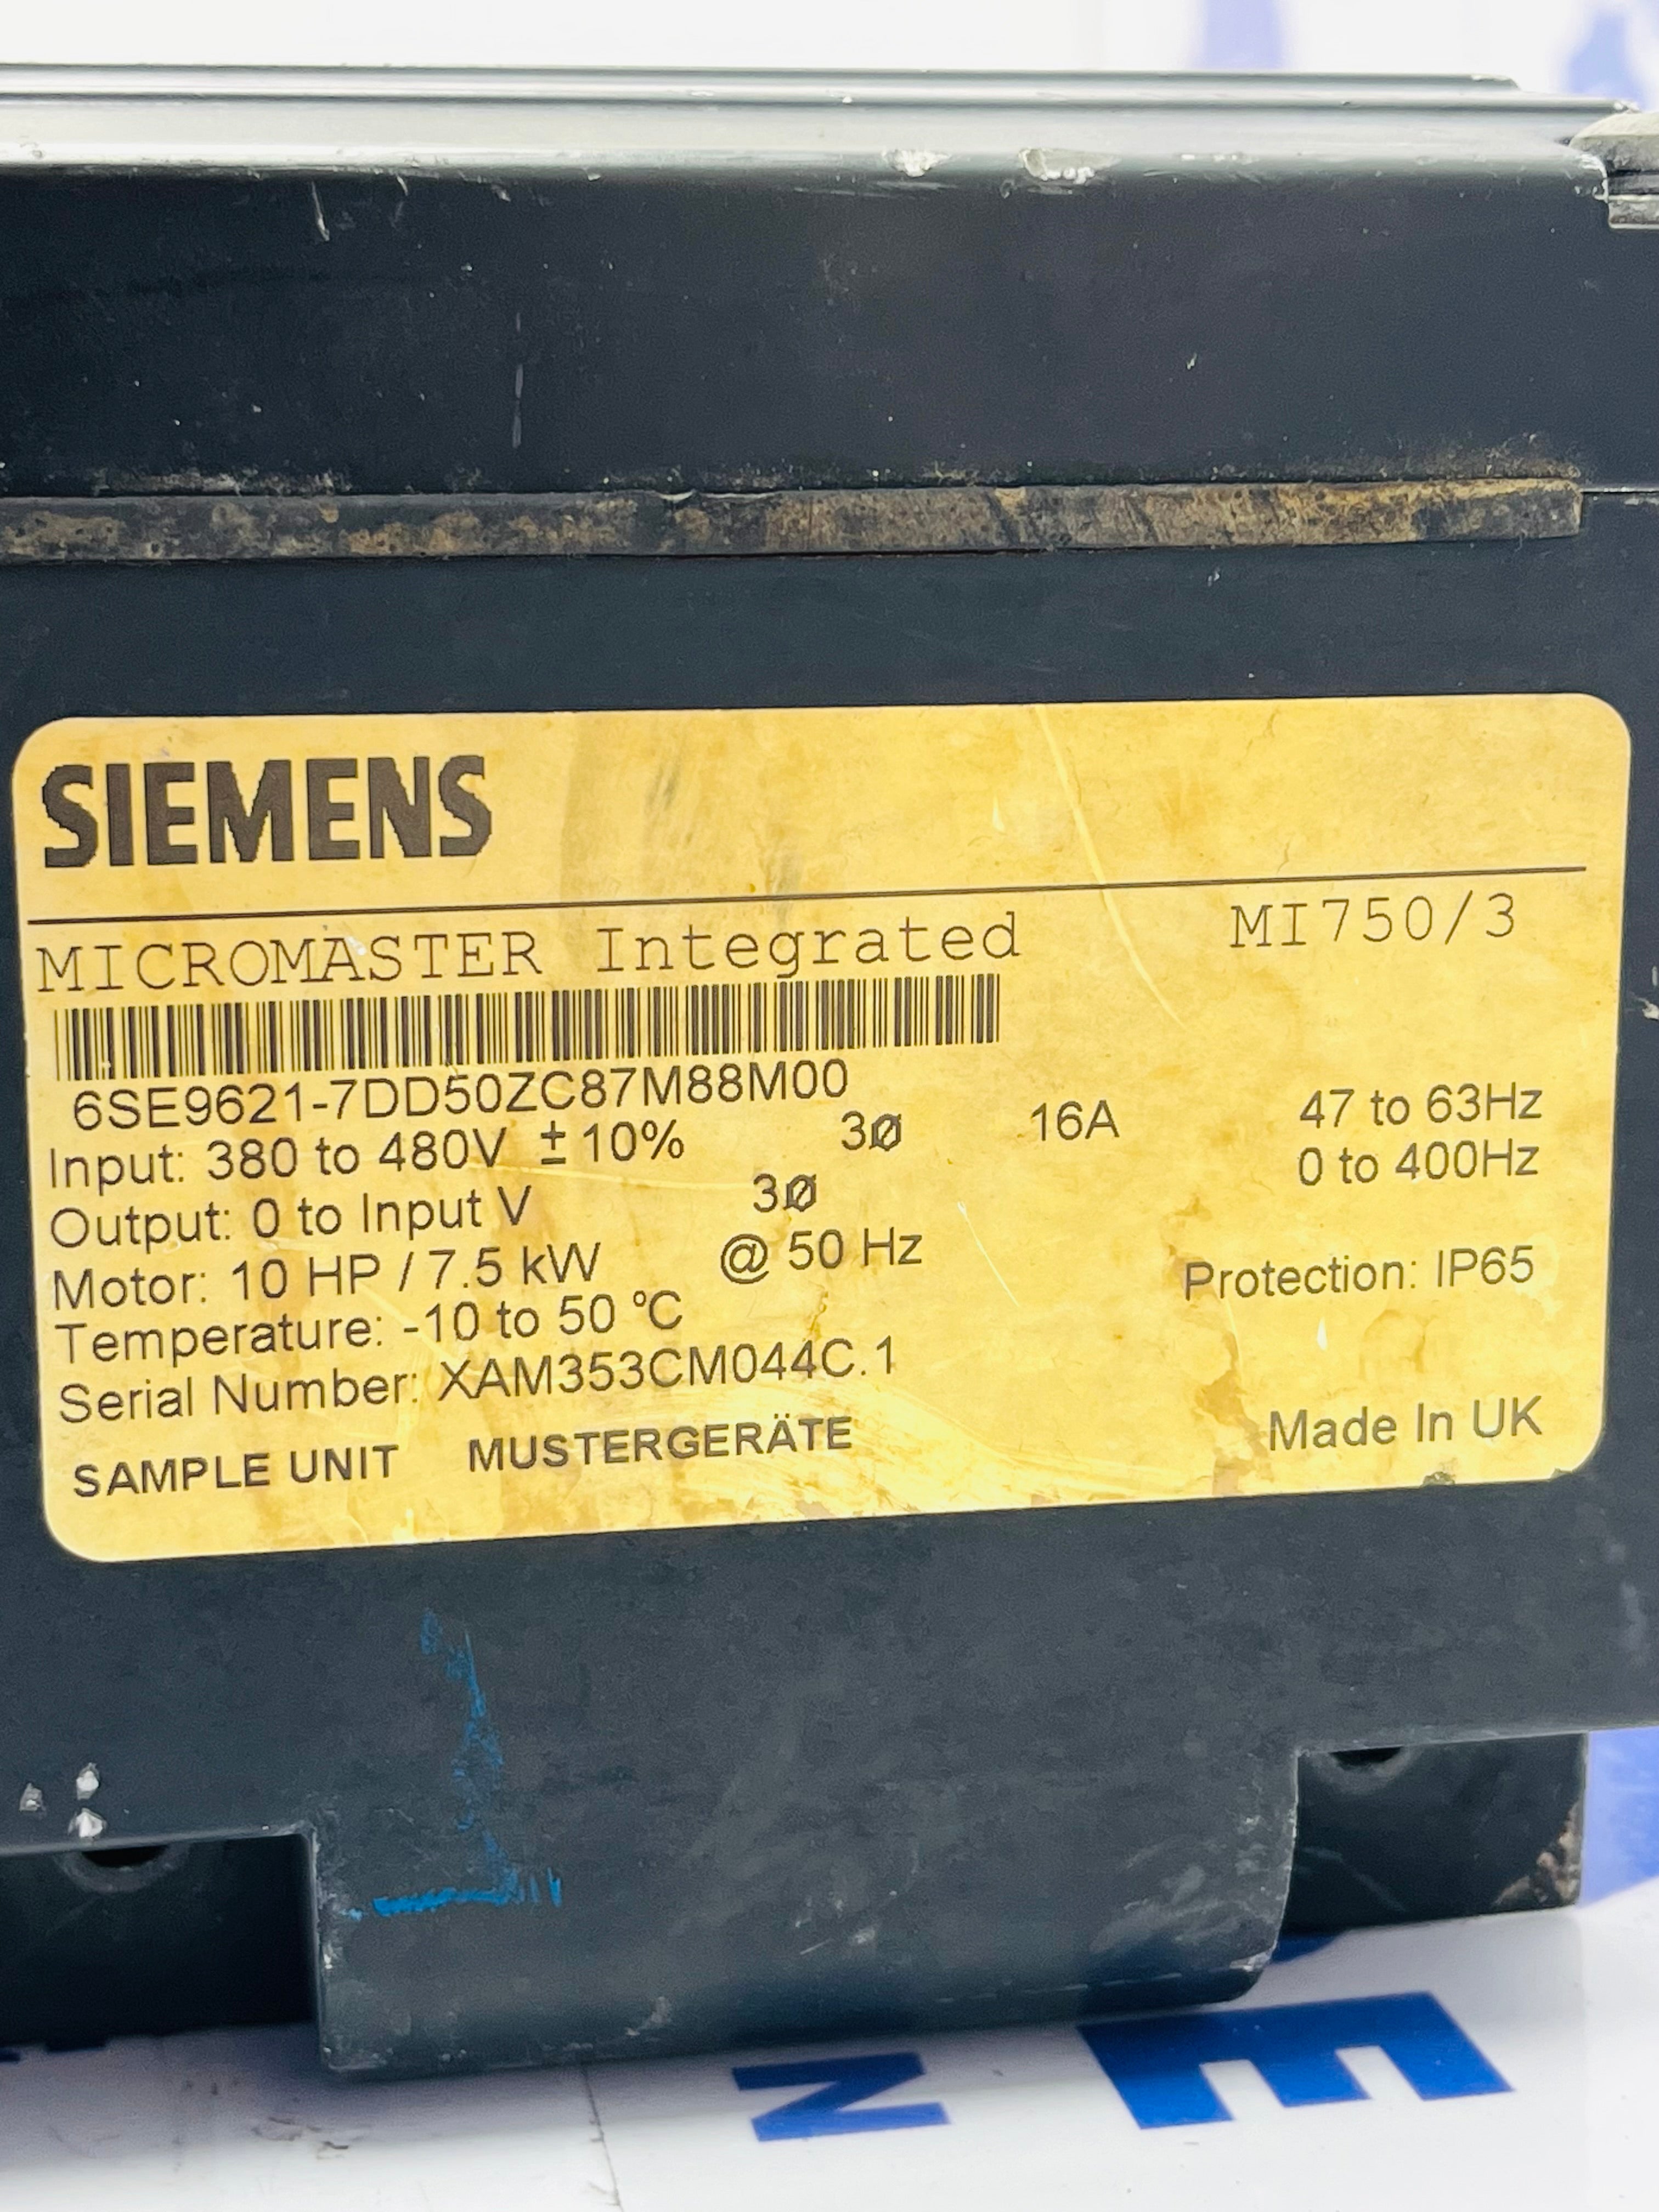 SIEMENS
MICROMASTER Integrated MI750/3
6SE9621-7DD50ZC87M88M00
Input: 380 to 480V ±10% 3Ø 16A 47 to 63Hz
Output: 0 to Input V 3Ø 0 to 400Hz
Motor: 10 HP / 7.5 kW @ 50 Hz
Temperature: -10 to 50 °C Protection: IP65
Serial Number: XAM353CM044C.1
SAMPLE UNIT MUSTERGERÄTE Made In UK
N E